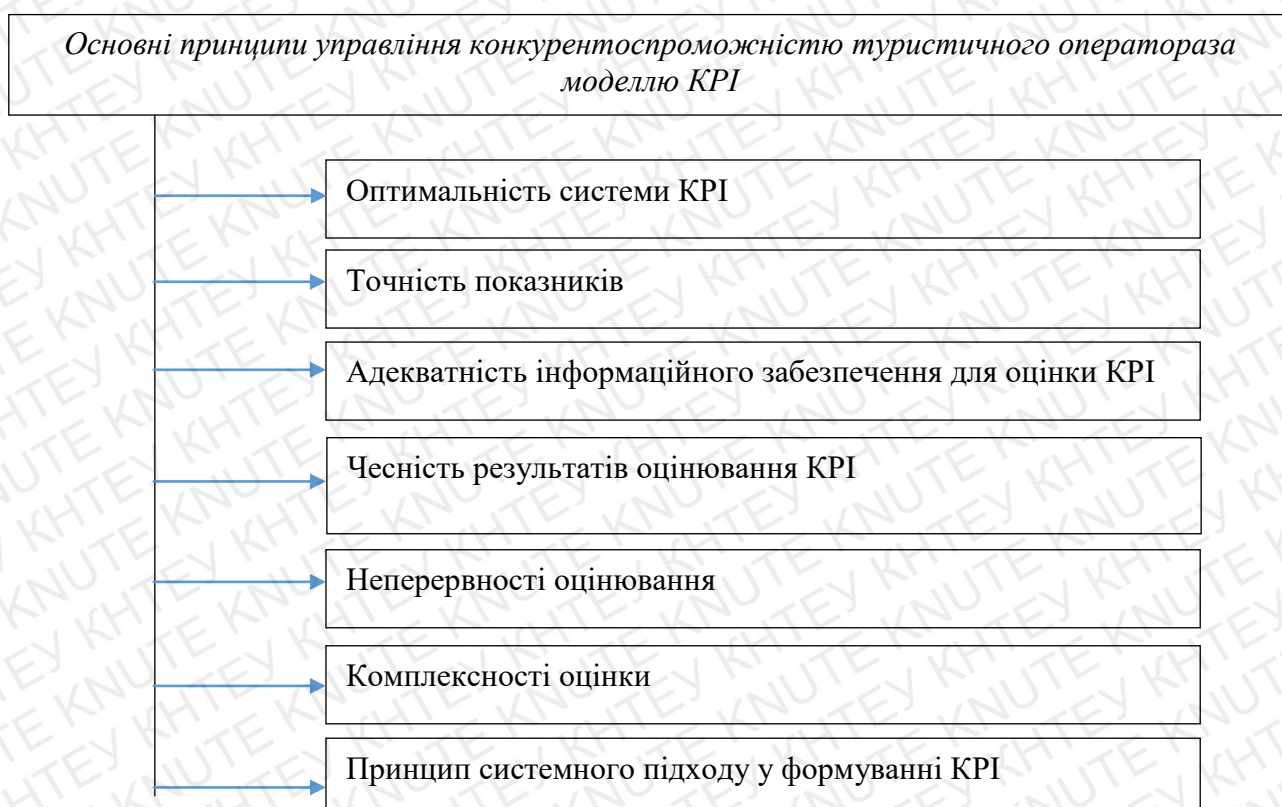 Основні принципи управління конкурентоспроможністю туристичного оператораза
моделлю КРІ
Оптимальність системи КРІ
Точність показників
Адекватність інформаційного забезпечення для оцінки КРІ
Чесність результатів оцінювання КРІ
Неперервності оцінювання
Комплексності оцінки
Принцип системного підходу у формуванні КРІ